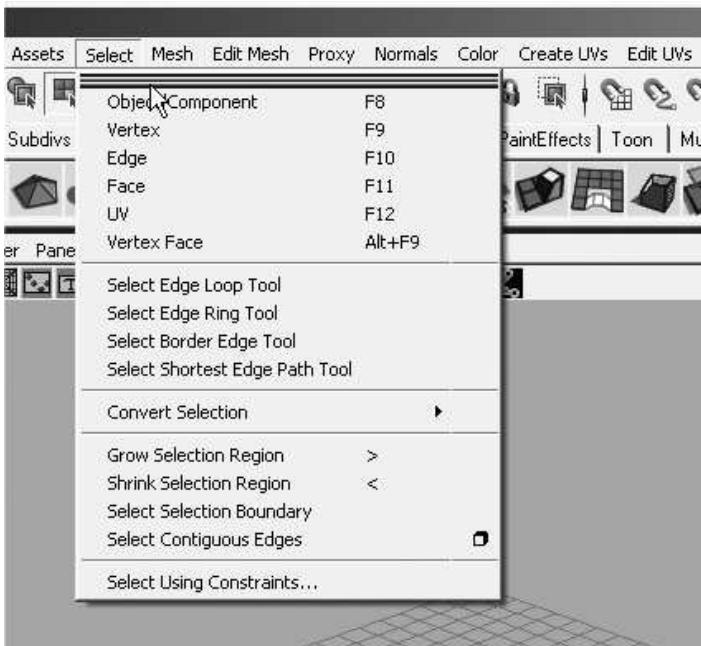 Assets Select Mesh Edit Mesh Proxy Normals Color Create UVs Edit UVs
Subdivs PaintEffects Toon Mu
er Pane
Object/Component F8
Vertex F9
Edge F10
Face F11
UV F12
Vertex Face Alt+F9
Select Edge Loop Tool
Select Edge Ring Tool
Select Border Edge Tool
Select Shortest Edge Path Tool
Convert Selection
Grow Selection Region >
Shrink Selection Region <
Select Selection Boundary
Select Contiguous Edges
Select Using Constraints...